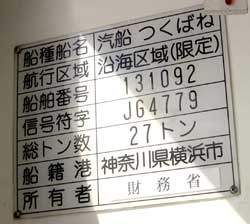 船種船名 汽船 つくばね
航行区域 沿海区域(限定)
船舶番号 131092
信号符字 JG4779
総トン数 27トン
船籍港 神奈川県横浜市
所有者 財務省